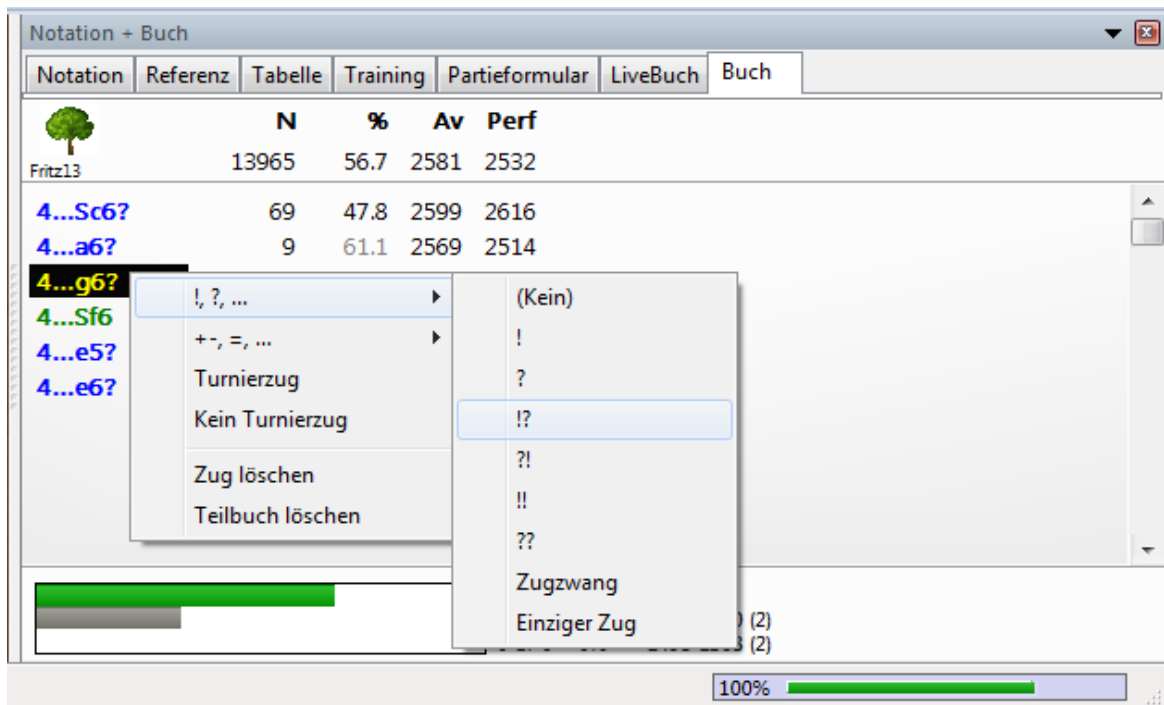 Notation + Buch
Notation Referenz Tabelle Training Partieformular LiveBuch Buch
N % Av Perf
Fritz13 13965 56.7 2581 2532
4...Sc6? 69 47.8 2599 2616
4...a6? 9 61.1 2569 2514
4...g6?
4...Sf6
4...e5?
4...e6?
!, ?, ...
+-, =, ...
Turnierzug
Kein Turnierzug
Zug löschen
Teilbuch löschen
(Kein)
!
?
!?
?!
!!
??
Zugzwang
Einziger Zug
(2)
(2)
100%